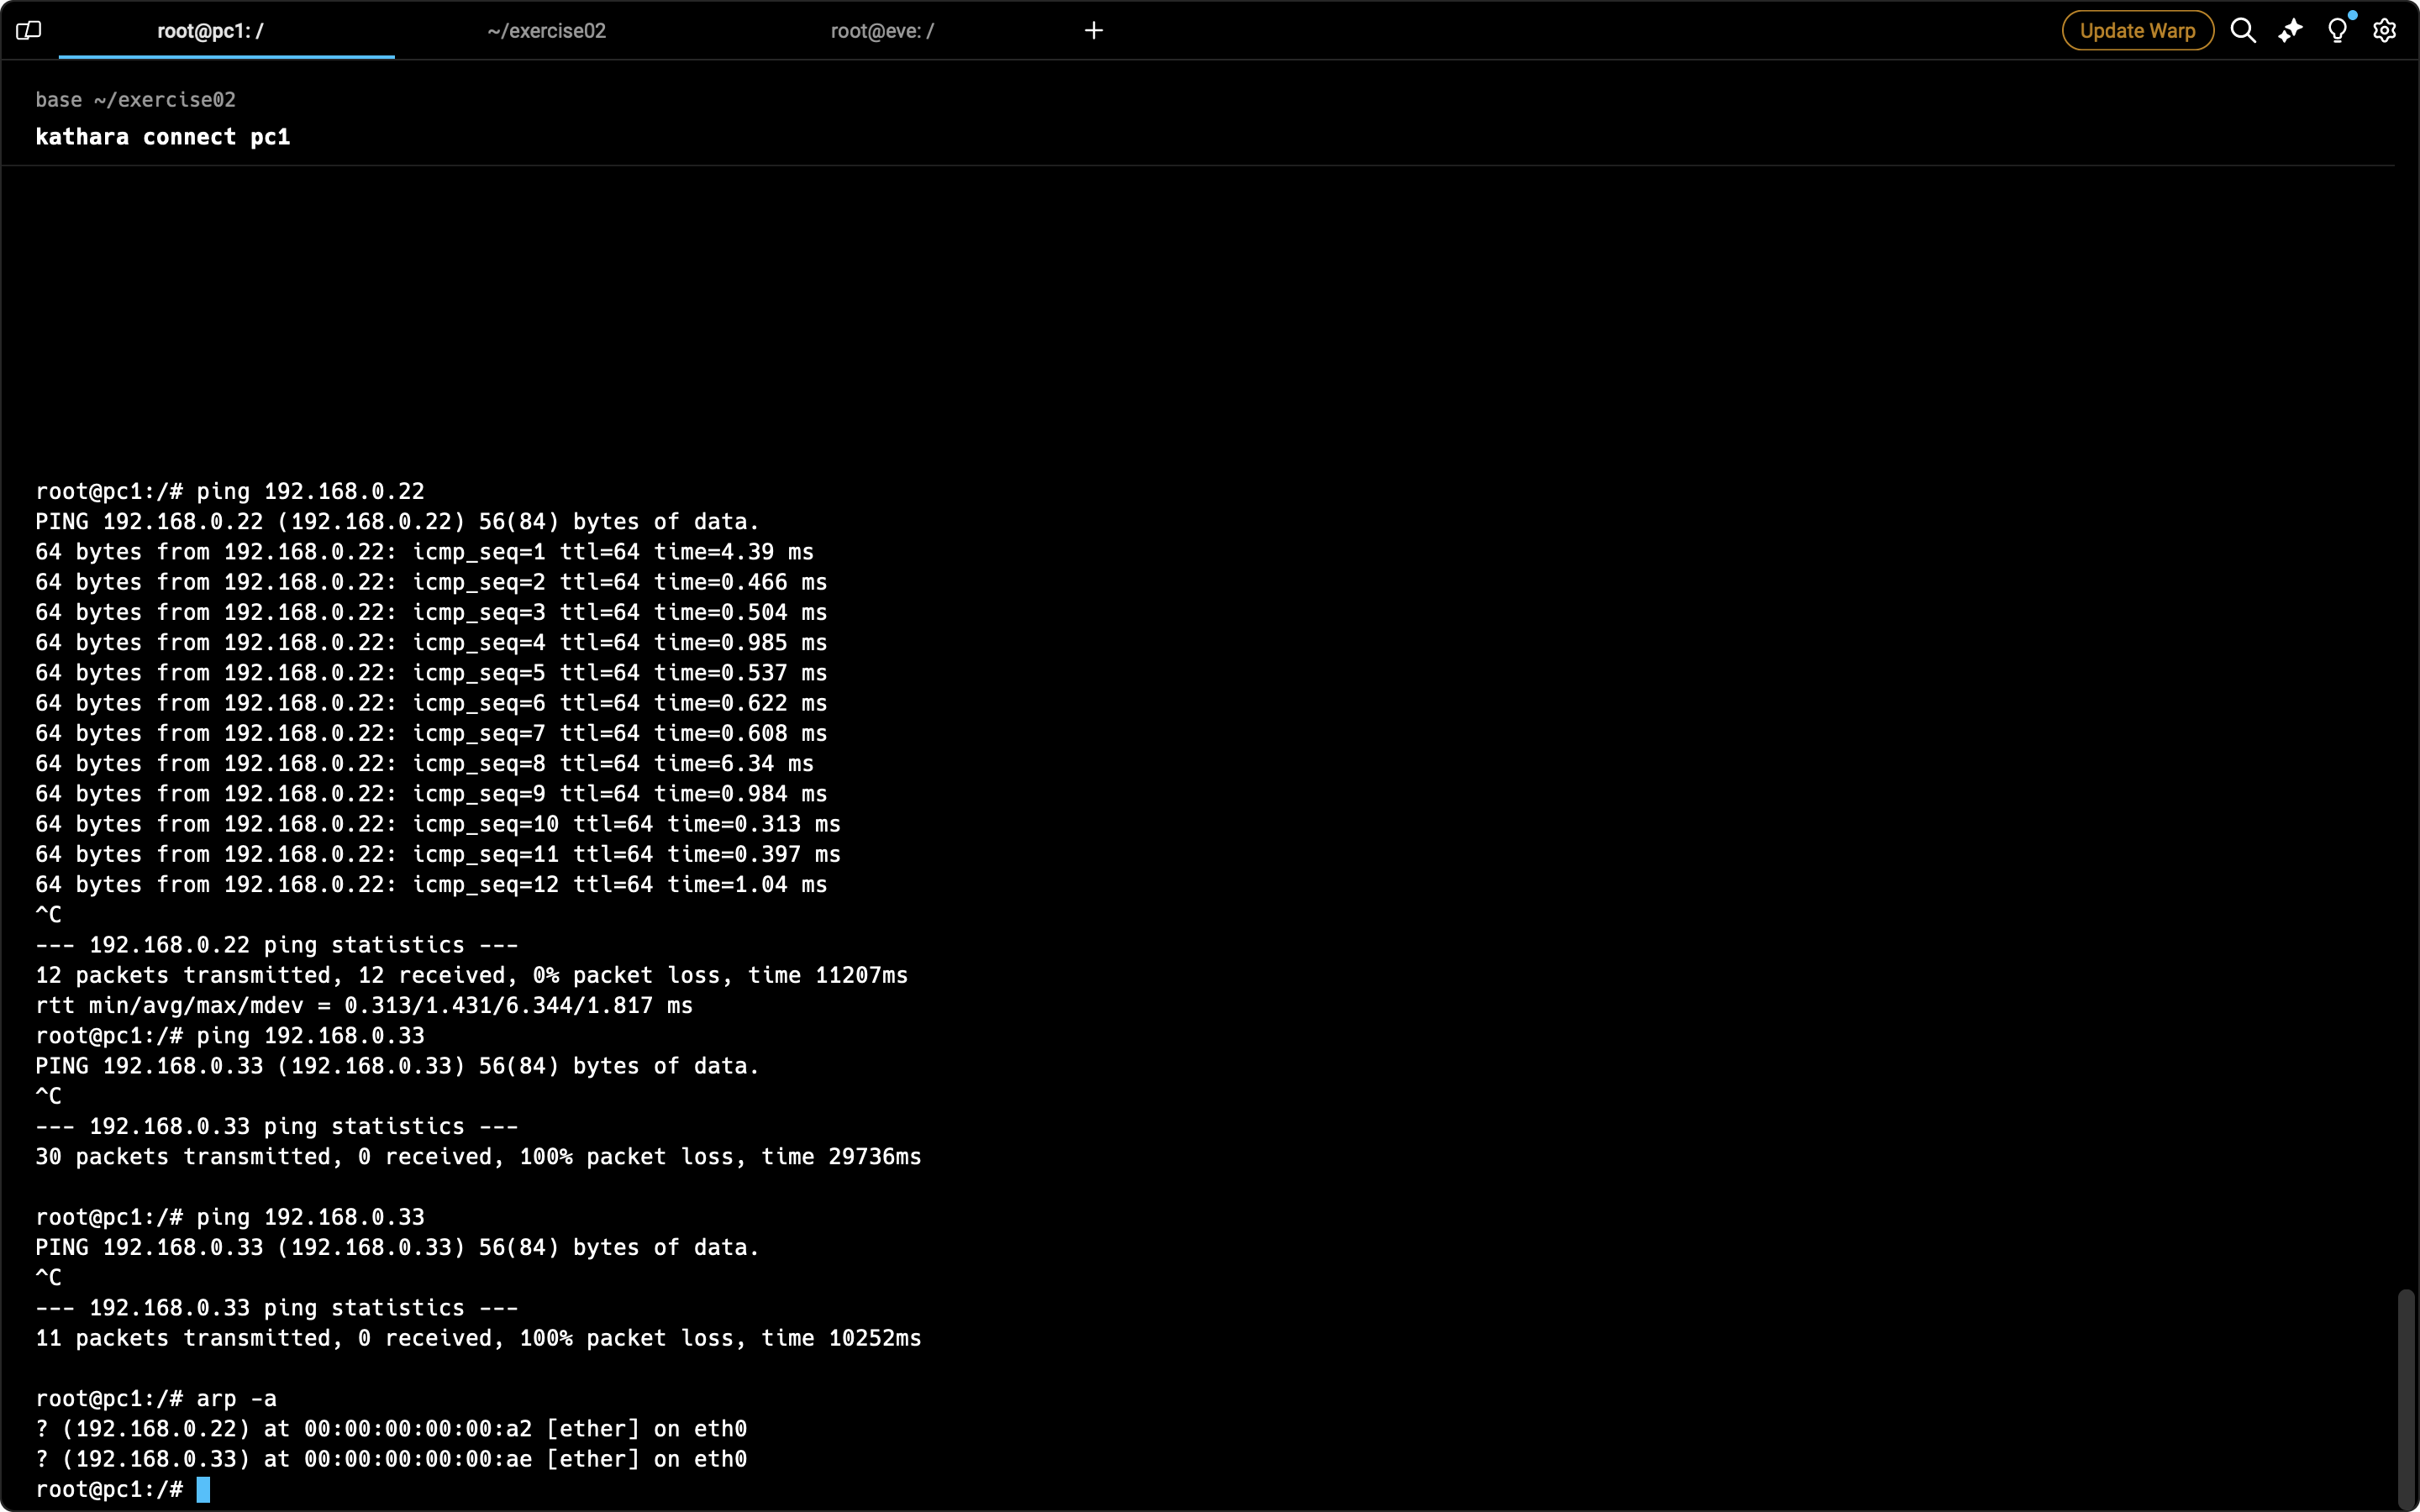 root@pc1: /
~/exercise02
root@eve: /
Update Warp
base ~/exercise02
kathara connect pc1
root@pc1:/# ping 192.168.0.22
PING 192.168.0.22 (192.168.0.22) 56(84) bytes of data.
64 bytes from 192.168.0.22: icmp_seq=1 ttl=64 time=4.39 ms
64 bytes from 192.168.0.22: icmp_seq=2 ttl=64 time=0.466 ms
64 bytes from 192.168.0.22: icmp_seq=3 ttl=64 time=0.504 ms
64 bytes from 192.168.0.22: icmp_seq=4 ttl=64 time=0.985 ms
64 bytes from 192.168.0.22: icmp_seq=5 ttl=64 time=0.537 ms
64 bytes from 192.168.0.22: icmp_seq=6 ttl=64 time=0.622 ms
64 bytes from 192.168.0.22: icmp_seq=7 ttl=64 time=0.608 ms
64 bytes from 192.168.0.22: icmp_seq=8 ttl=64 time=6.34 ms
64 bytes from 192.168.0.22: icmp_seq=9 ttl=64 time=0.984 ms
64 bytes from 192.168.0.22: icmp_seq=10 ttl=64 time=0.313 ms
64 bytes from 192.168.0.22: icmp_seq=11 ttl=64 time=0.397 ms
64 bytes from 192.168.0.22: icmp_seq=12 ttl=64 time=1.04 ms
^C
--- 192.168.0.22 ping statistics ---
12 packets transmitted, 12 received, 0% packet loss, time 11207ms
rtt min/avg/max/mdev = 0.313/1.431/6.344/1.817 ms
root@pc1:/# ping 192.168.0.33
PING 192.168.0.33 (192.168.0.33) 56(84) bytes of data.
^C
--- 192.168.0.33 ping statistics ---
30 packets transmitted, 0 received, 100% packet loss, time 29736ms
root@pc1:/# ping 192.168.0.33
PING 192.168.0.33 (192.168.0.33) 56(84) bytes of data.
^C
--- 192.168.0.33 ping statistics ---
11 packets transmitted, 0 received, 100% packet loss, time 10252ms
root@pc1:/# arp -a
? (192.168.0.22) at 00:00:00:00:00:a2 [ether] on eth0
? (192.168.0.33) at 00:00:00:00:00:ae [ether] on eth0
root@pc1:/#